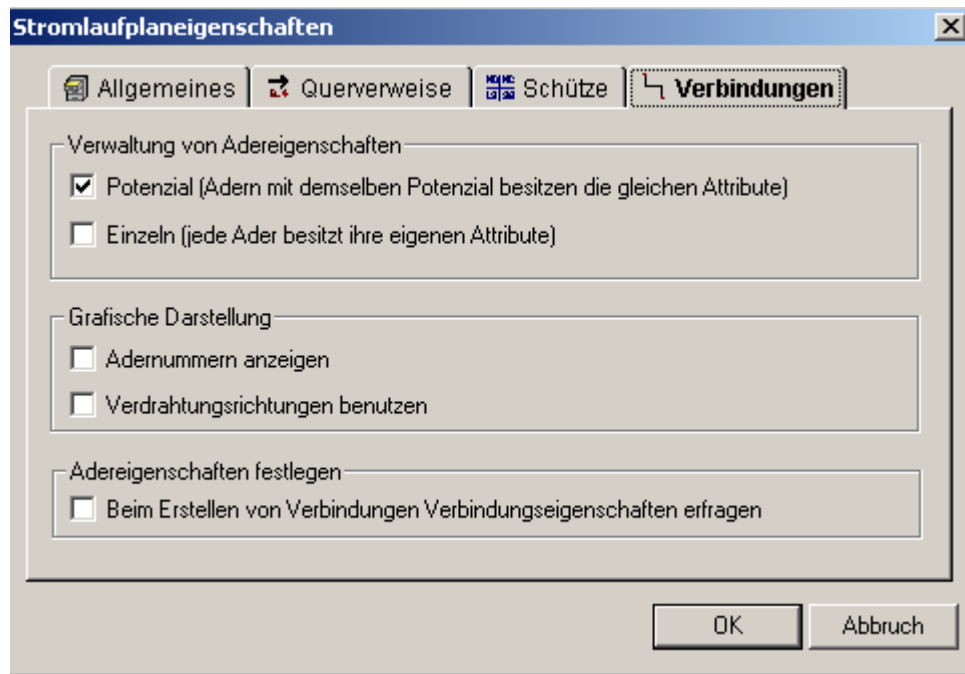 Stromlaufplaneigenschaften
Allgemeines
Querverweise
Schütze
Verbindungen
Verwaltung von Adereigenschaften
Potenzial (Adern mit demselben Potenzial besitzen die gleichen Attribute)
Einzeln (jede Ader besitzt ihre eigenen Attribute)
Grafische Darstellung
Adernummern anzeigen
Verdrahtungsrichtungen benutzen
Adereigenschaften festlegen
Beim Erstellen von Verbindungen Verbindungseigenschaften erfragen
OK
Abbruch